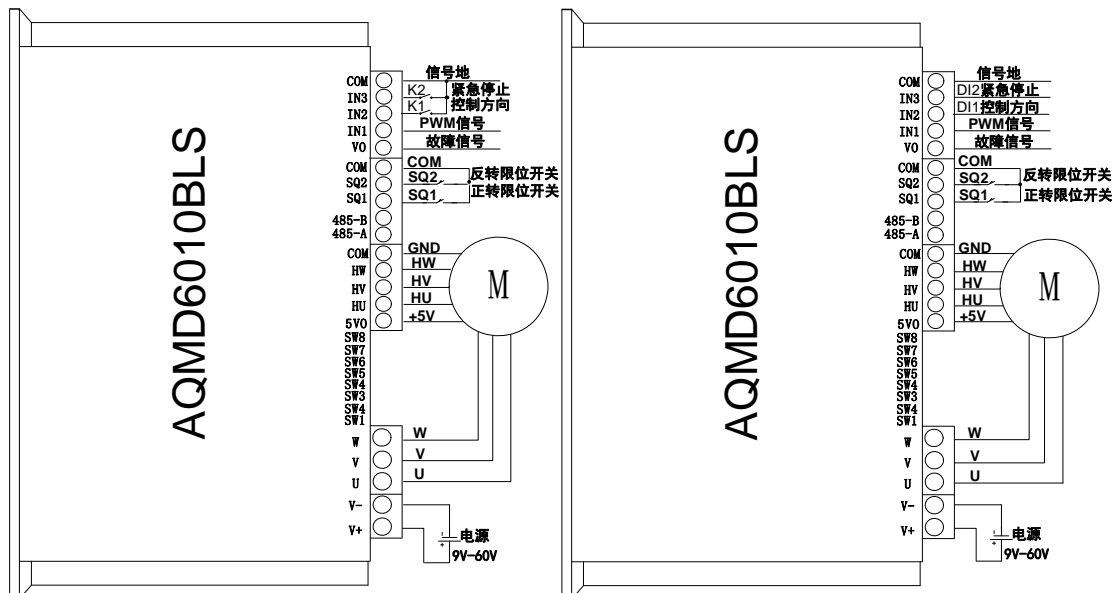 AQMD6010BLS
COM 信号地
IN3 K2 紧急停止
IN2 K1 控制方向
IN1 PWM信号
VO 故障信号
COM COM
SQ2 SQ2 反转限位开关
SQ1 SQ1 正转限位开关
485-B
485-A
COM GND
HW HW
HV HV
HU HU
5VO +5V
M
SW8
SW7
SW6
SW5
SW4
SW3
SW4
SW1
W W
V V
U U
V-
V+ 电源
9V-60V
AQMD6010BLS
COM 信号地
IN3 DI2紧急停止
IN2 DI1控制方向
IN1 PWM信号
VO 故障信号
COM COM
SQ2 SQ2 反转限位开关
SQ1 SQ1 正转限位开关
485-B
485-A
COM GND
HW HW
HV HV
HU HU
5VO +5V
M
SW8
SW7
SW6
SW5
SW4
SW3
SW4
SW1
W W
V V
U U
V-
V+ 电源
9V-60V